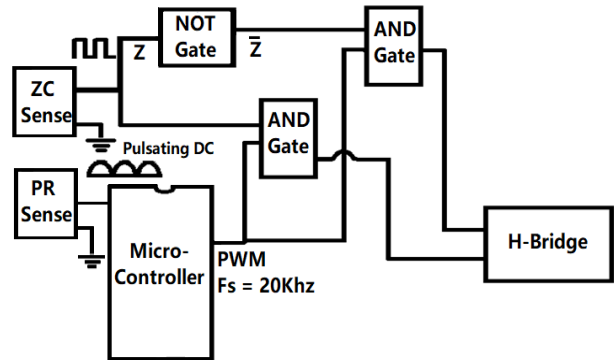 NOT
Gate
Z
Z̅
AND
Gate
ZC
Sense
AND
Gate
Pulsating DC
PR
Sense
Micro-
Controller
PWM
Fs = 20Khz
H-Bridge